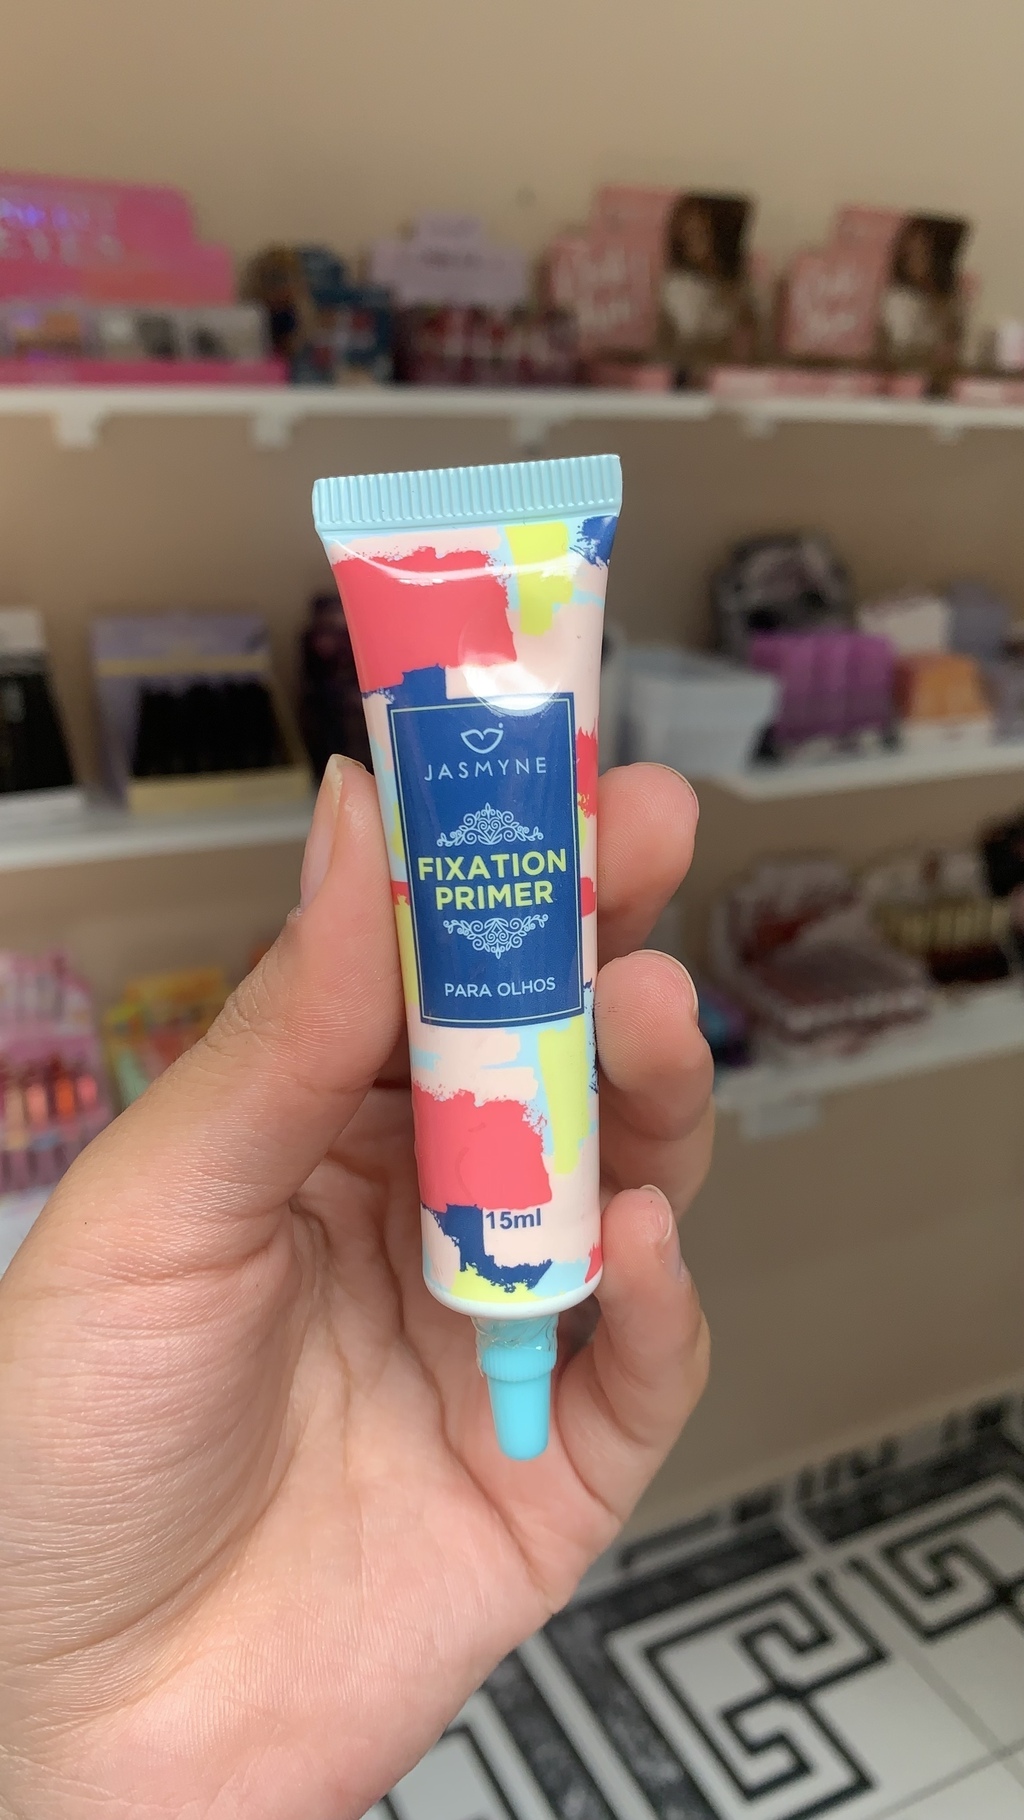 JASMYNE
FIXATION
PRIMER
PARA OLHOS
15ml